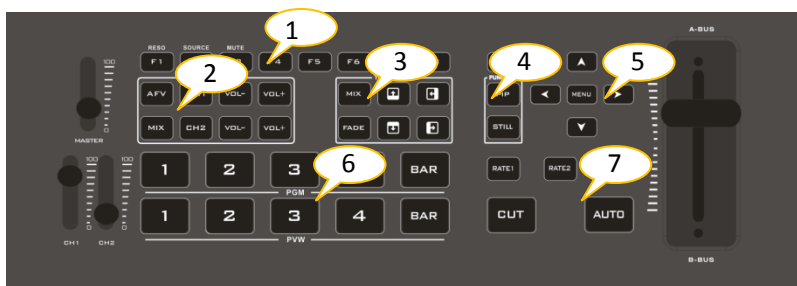 RESO SOURCE MUTE
A-BUS
1
F1 4 F5 F6
3
4
5
2
100
0
MASTER
AFV VOL- VOL+
MIX CH2 VOL- VOL+
MIX
FADE
STILL
MENU
6
7
1 2 3 BAR
PGM
RATE1 RATE2
100 100
0 0
CH1 CH2
1 2 3 4 BAR
PVW
CUT AUTO
B-BUS